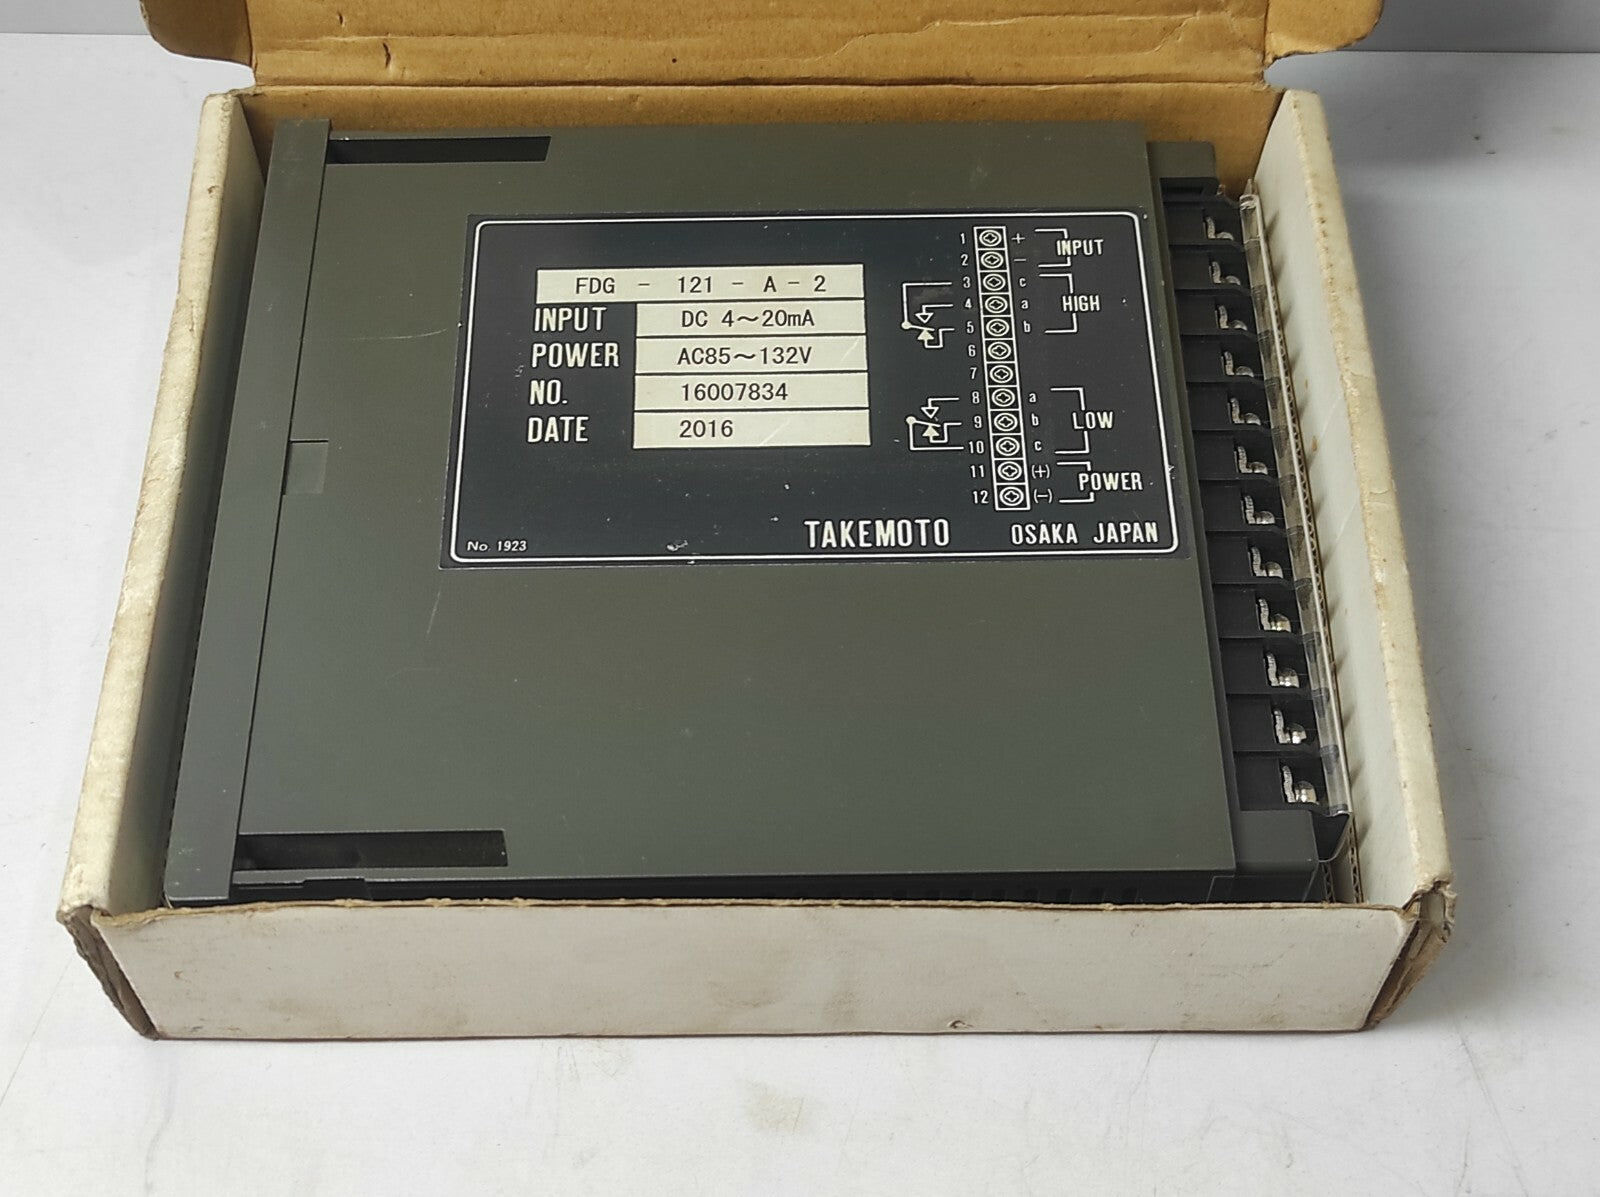 FDG - 121 - A - 2
INPUT DC 4～20mA
POWER AC85～132V
NO. 16007834
DATE 2016
1 + INPUT
2 −
3 c
4 a HIGH
5 b
6
7
8 a
9 b LOW
10 c
11 (+) POWER
12 (−)
No. 1923 TAKEMOTO OSAKA JAPAN